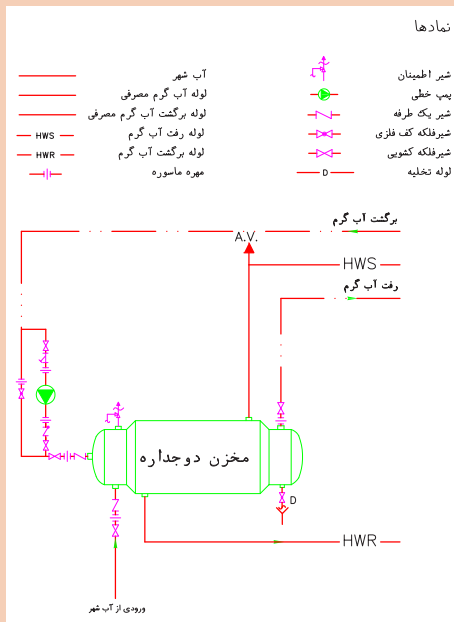 نمادها
شیر اطمینان
پمپ خطی
شیر یک طرفه
شیرفلکه کف فلزی
شیرفلکه کشویی
لوله تخلیه
D
آب شهر
لوله آب گرم مصرفی
لوله برگشت آب گرم مصرفی
لوله رفت آب گرم
HWS
لوله برگشت آب گرم
HWR
مهره ماسوره
برگشت آب گرم
A.V.
HWS
رفت آب گرم
مخزن دوجداره
D
HWR
ورودی از آب شهر